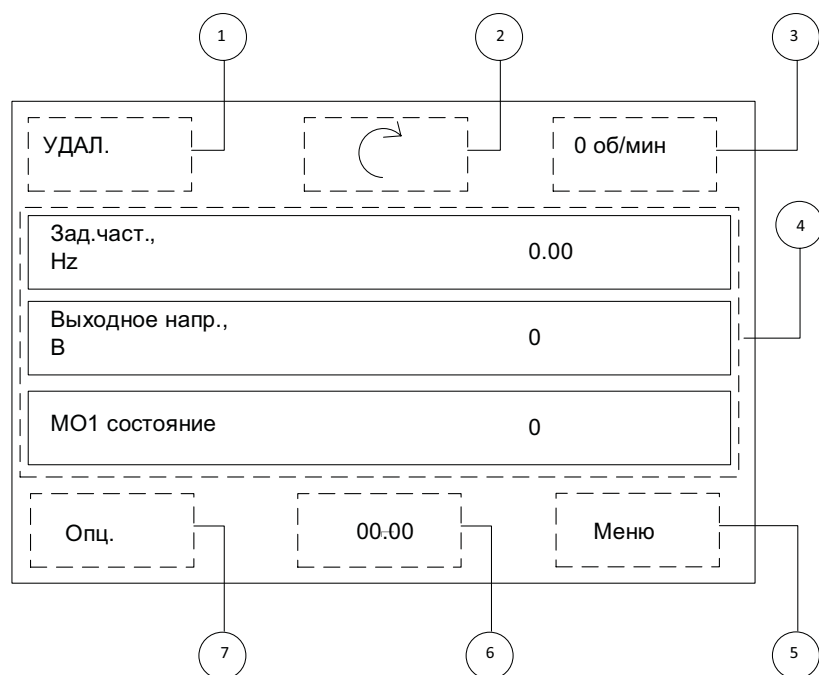 1
2
3
УДАЛ.
0 об/мин
4
Зад.част.,
Hz
0.00
Выходное напр.,
В
0
МО1 состояние
0
Опц.
00.00
Меню
7
6
5